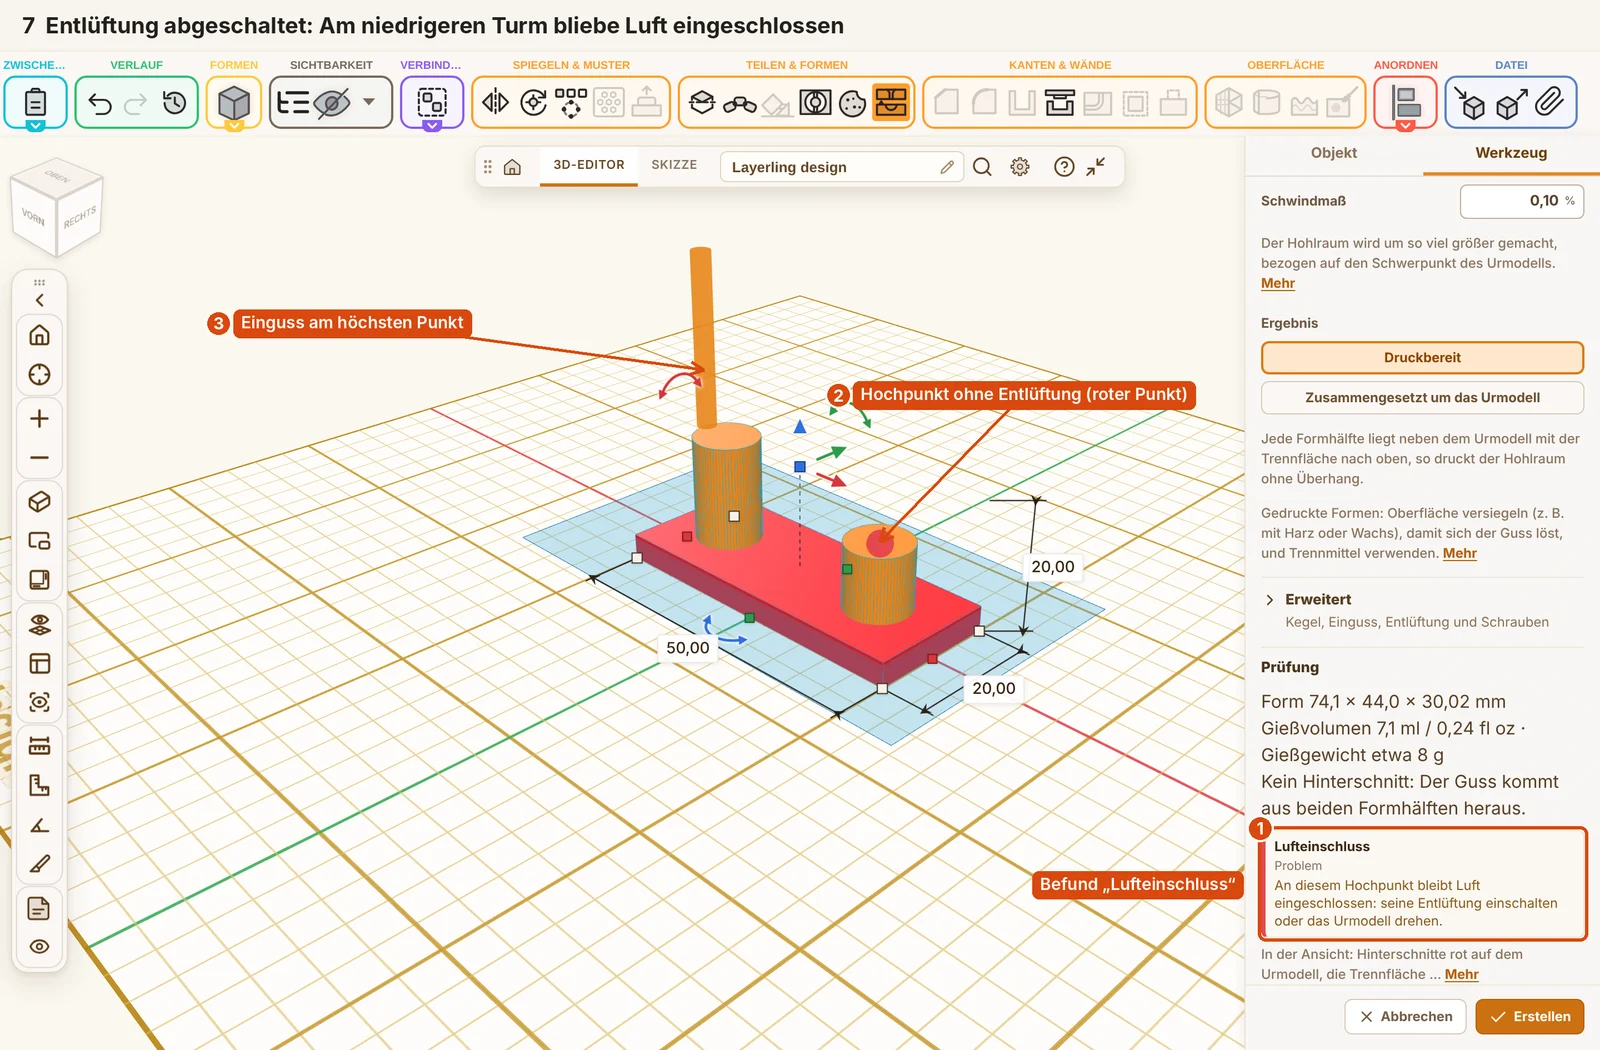 7 Entlüftung abgeschaltet: Am niedrigeren Turm bliebe Luft eingeschlossen
ZWISCHE... VERLAUF FORMEN SICHTBARKEIT VERBIND... SPIEGELN & MUSTER TEILEN & FORMEN KANTEN & WÄNDE OBERFLÄCHE ANORDNEN DATEI
3D-EDITOR SKIZZE Layerling design
Objekt Werkzeug
OBEN
VORN RECHTS
Schwindmaß 0,10 %
Der Hohlraum wird um so viel größer gemacht,
bezogen auf den Schwerpunkt des Urmodells.
Mehr
Ergebnis
Druckbereit
Zusammengesetzt um das Urmodell
Jede Formhälfte liegt neben dem Urmodell mit der
Trennfläche nach oben, so druckt der Hohlraum
ohne Überhang.
Gedruckte Formen: Oberfläche versiegeln (z. B.
mit Harz oder Wachs), damit sich der Guss löst,
und Trennmittel verwenden. Mehr
Erweitert
Kegel, Einguss, Entlüftung und Schrauben
Prüfung
Form 74,1 × 44,0 × 30,02 mm
Gießvolumen 7,1 ml / 0,24 fl oz ·
Gießgewicht etwa 8 g
Kein Hinterschnitt: Der Guss kommt
aus beiden Formhälften heraus.
1
Lufteinschluss
Problem
An diesem Hochpunkt bleibt Luft
eingeschlossen: seine Entlüftung einschalten
oder das Urmodell drehen.
In der Ansicht: Hinterschnitte rot auf dem
Urmodell, die Trennfläche ... Mehr
Abbrechen Erstellen
3 Einguss am höchsten Punkt
2 Hochpunkt ohne Entlüftung (roter Punkt)
20,00
50,00
20,00
Befund „Lufteinschluss“